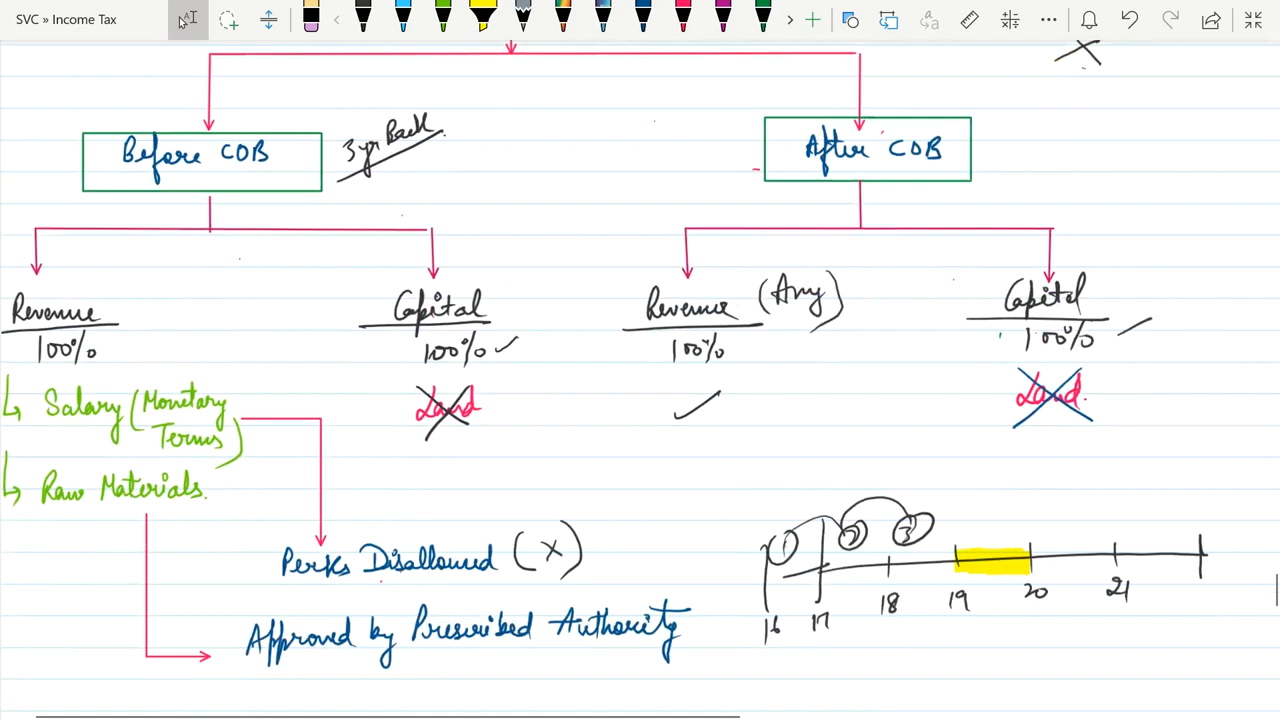 SVC » Income Tax
Before COB
3 yr Back
After COB
Revenue
100%
Capital
100%
Land
Revenue (Any)
100%
Capital
100%
Land
Salary (Monetary
Terms)
Raw Materials.
Perks Disallowed (X)
Approved by Prescribed Authority
1 2 3
16 17 18 19 20 21